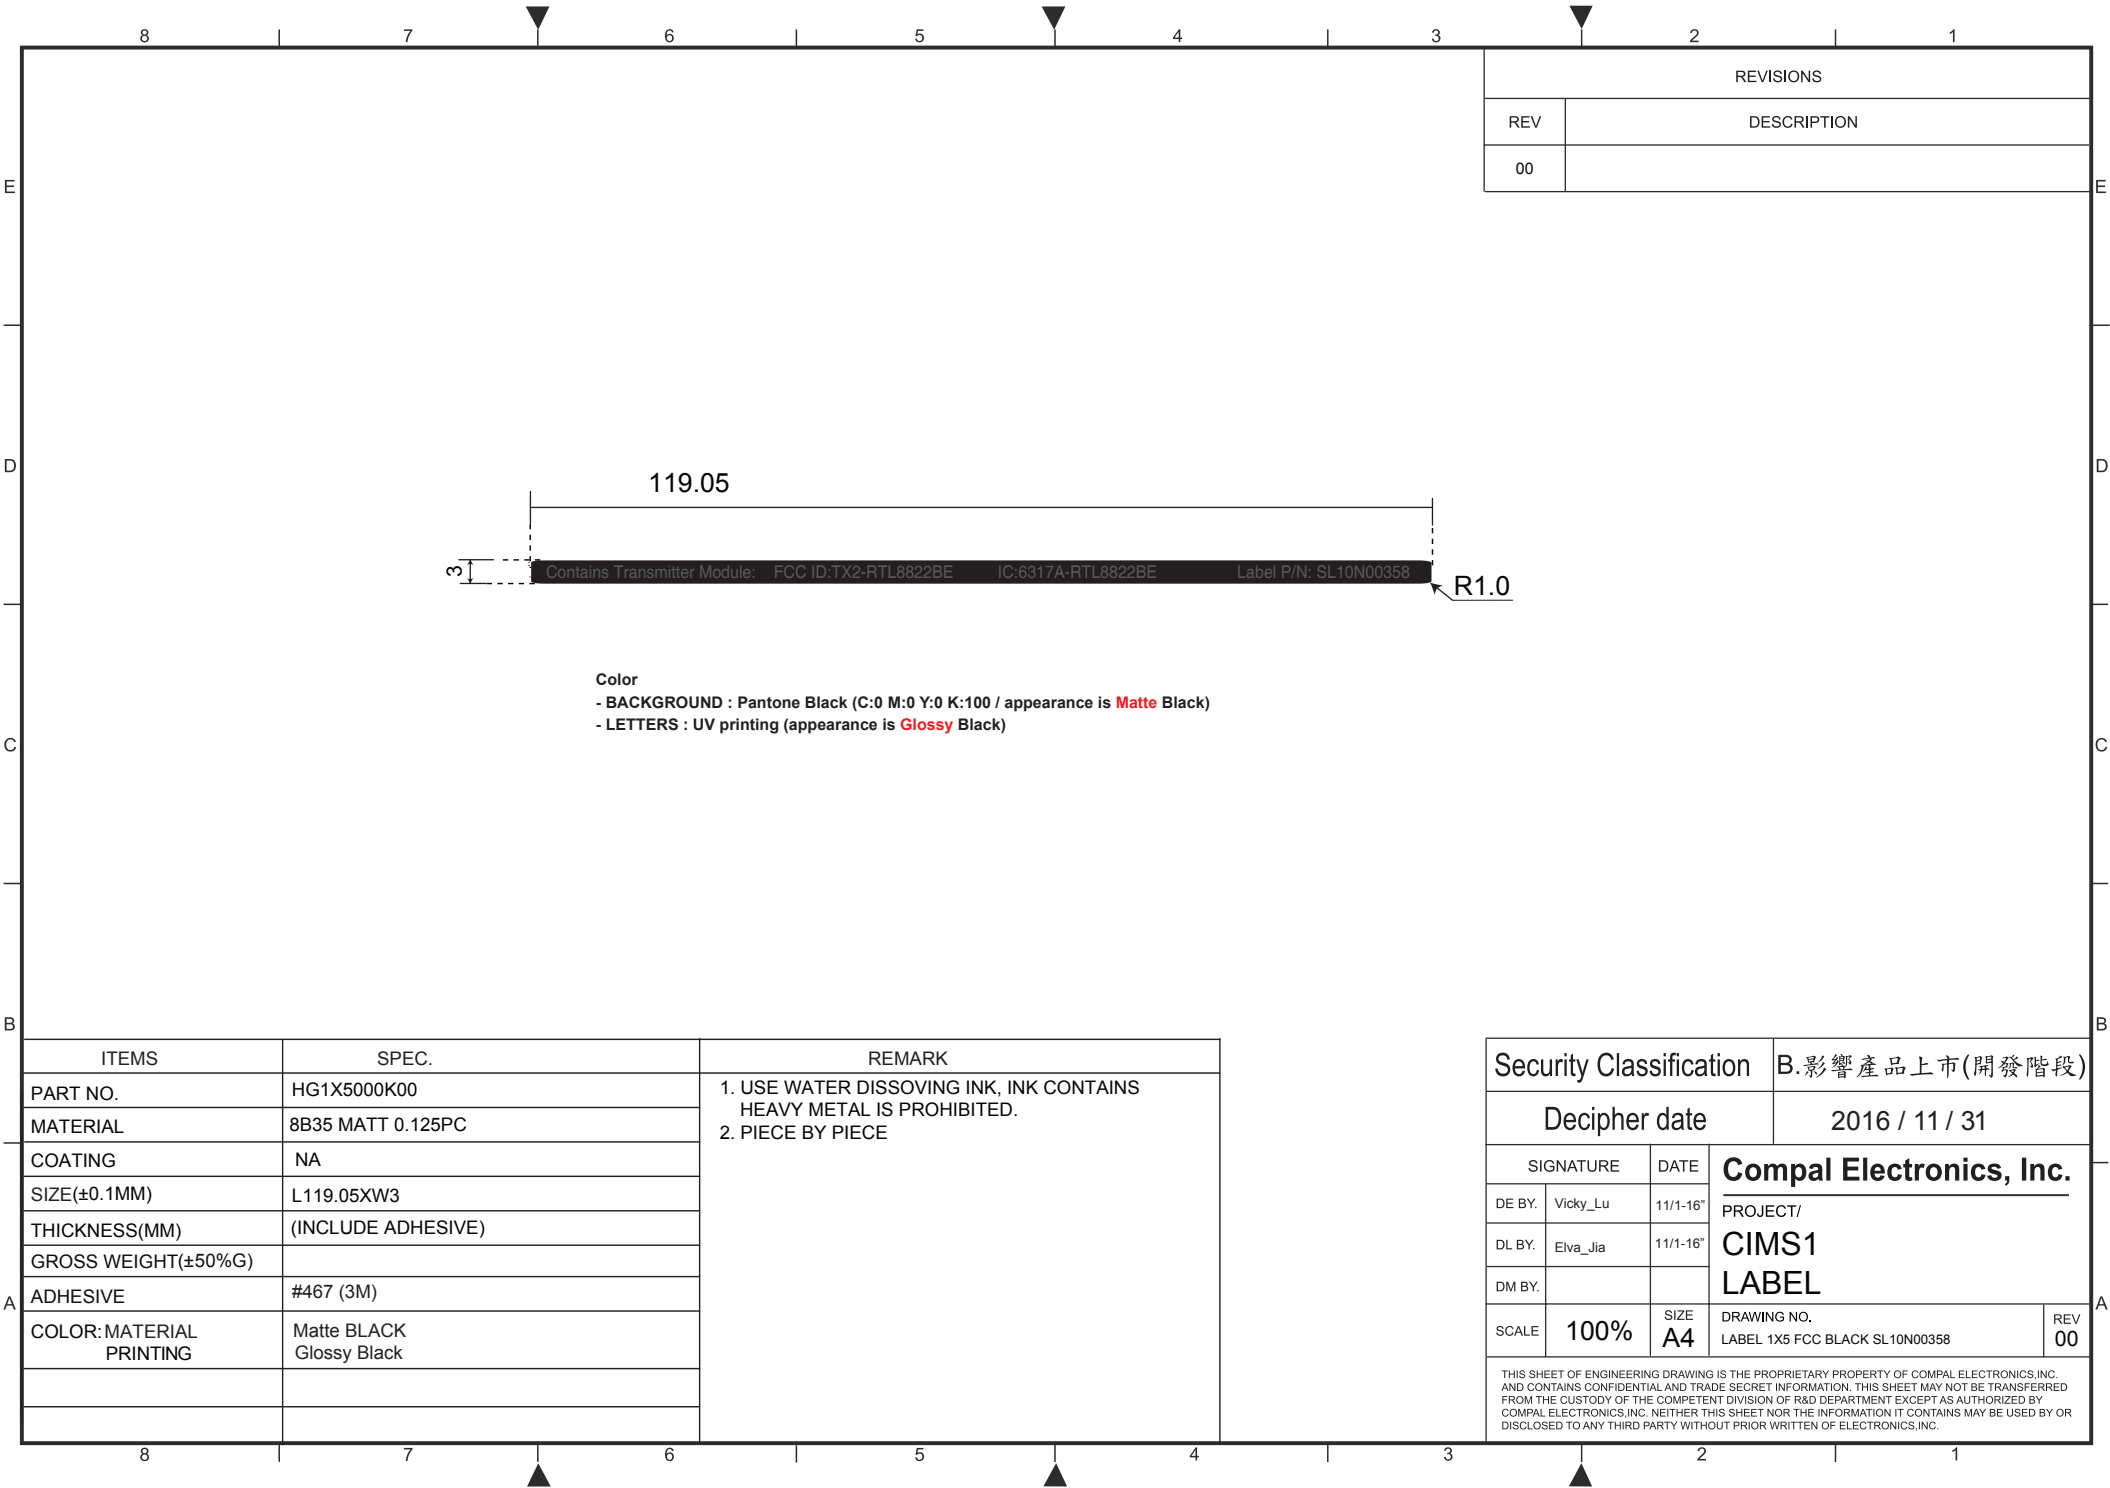 8 7 6 5 4 3 2 1
REVISIONS
REV DESCRIPTION
00
E E
D D
119.05
3
Contains Transmitter Module: FCC ID:TX2-RTL8822BE IC:6317A-RTL8822BE Label P/N: SL10N00358
R1.0
Color
- BACKGROUND : Pantone Black (C:0 M:0 Y:0 K:100 / appearance is Matte Black)
- LETTERS : UV printing (appearance is Glossy Black)
C C
B B
ITEMS SPEC. REMARK
PART NO. HG1X5000K00
MATERIAL 8B35 MATT 0.125PC
COATING NA
SIZE(±0.1MM) L119.05XW3
THICKNESS(MM) (INCLUDE ADHESIVE)
GROSS WEIGHT(±50%G)
ADHESIVE #467 (3M)
COLOR:MATERIAL Matte BLACK
PRINTING Glossy Black
1. USE WATER DISSOVING INK, INK CONTAINS
HEAVY METAL IS PROHIBITED.
2. PIECE BY PIECE
Security Classification B.影響產品上市(開發階段)
Decipher date 2016 / 11 / 31
SIGNATURE DATE
DE BY. Vicky_Lu 11/1-16"
DL BY. Elva_Jia 11/1-16"
DM BY.
Compal Electronics, Inc.
PROJECT/
CIMS1
LABEL
SCALE 100%
SIZE
A4
DRAWING NO.
LABEL 1X5 FCC BLACK SL10N00358
REV
00
THIS SHEET OF ENGINEERING DRAWING IS THE PROPRIETARY PROPERTY OF COMPAL ELECTRONICS,INC.
AND CONTAINS CONFIDENTIAL AND TRADE SECRET INFORMATION. THIS SHEET MAY NOT BE TRANSFERRED
FROM THE CUSTODY OF THE COMPETENT DIVISION OF R&D DEPARTMENT EXCEPT AS AUTHORIZED BY
COMPAL ELECTRONICS,INC. NEITHER THIS SHEET NOR THE INFORMATION IT CONTAINS MAY BE USED BY OR
DISCLOSED TO ANY THIRD PARTY WITHOUT PRIOR WRITTEN OF ELECTRONICS,INC.
A A
8 7 6 5 4 3 2 1